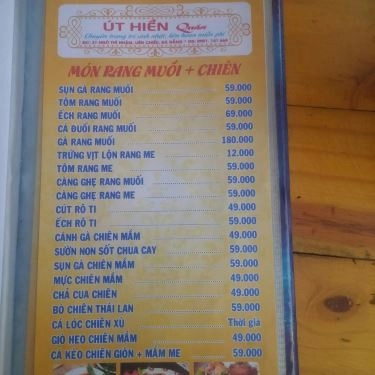 ÚT HIỀN Quán
Chuyên trang trí sinh nhật, liên hoan miễn phí
MÓN RANG MUỐI + CHIÊN
SỤN GÀ RANG MUỐI 59.000
TÔM RANG MUỐI 59.000
ẾCH RANG MUỐI 69.000
CÁ ĐUỐI RANG MUỐI 59.000
GÀ RANG MUỐI 180.000
TRỨNG VỊT LỘN RANG ME 12.000
TÔM RANG ME 59.000
CÀNG GHẸ RANG MUỐI 59.000
CÀNG GHẸ RANG ME 59.000
CÚT RÔ TI 49.000
ẾCH RÔ TI 59.000
CÁNH GÀ CHIÊN MẮM 49.000
SƯỜN NON SỐT CHUA CAY 59.000
SỤN GÀ CHIÊN MẮM 59.000
MỰC CHIÊN MẮM 49.000
CHẢ CUA CHIÊN 49.000
BÒ CHIÊN THÁI LAN 59.000
CÁ LÓC CHIÊN XÙ Thời giá
GIÒ HEO CHIÊN MẮM 49.000
CÁ KÈO CHIÊN GIÒN + MẮM ME 59.000